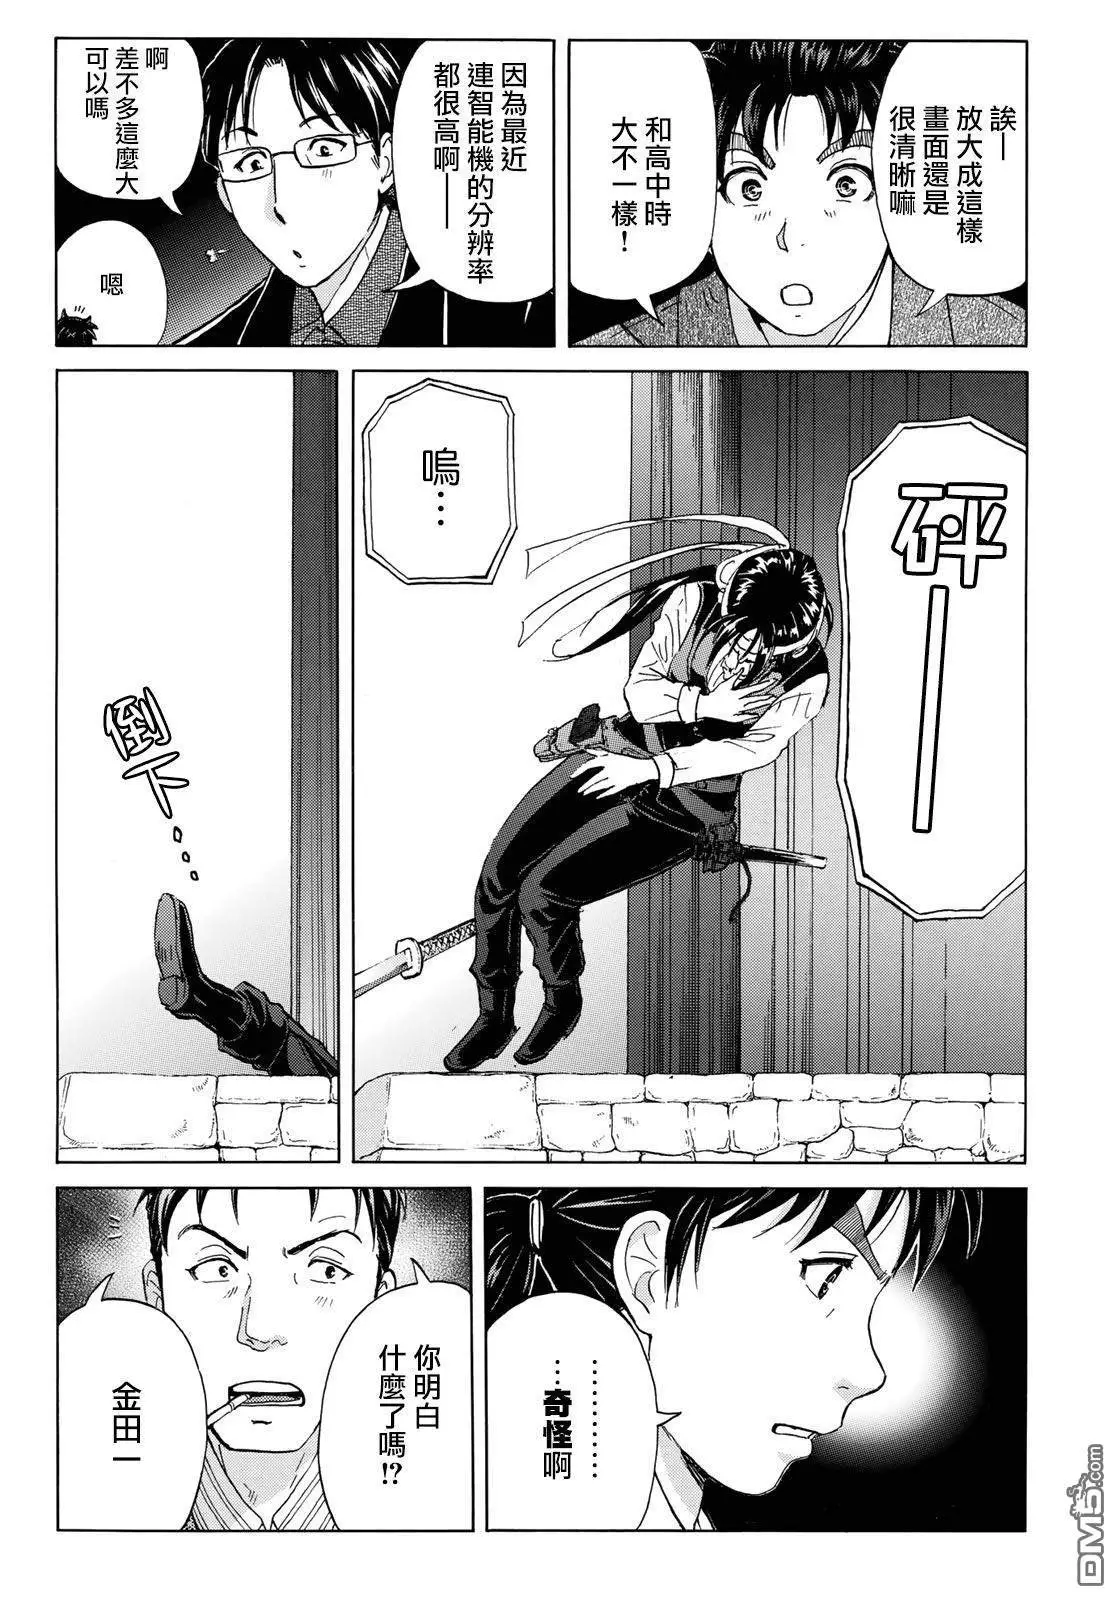 誒—
放大成這樣
畫面還是
很清晰嘛
和高中時
大不一樣！
因為最近
連智能機的分辨率
都很高啊——
啊
差不多這麼大
可以嗎
嗯
砰——
嗚…
倒下…
…………
…奇怪啊
你明白
什麼了嗎!?
金田一
DM5.com